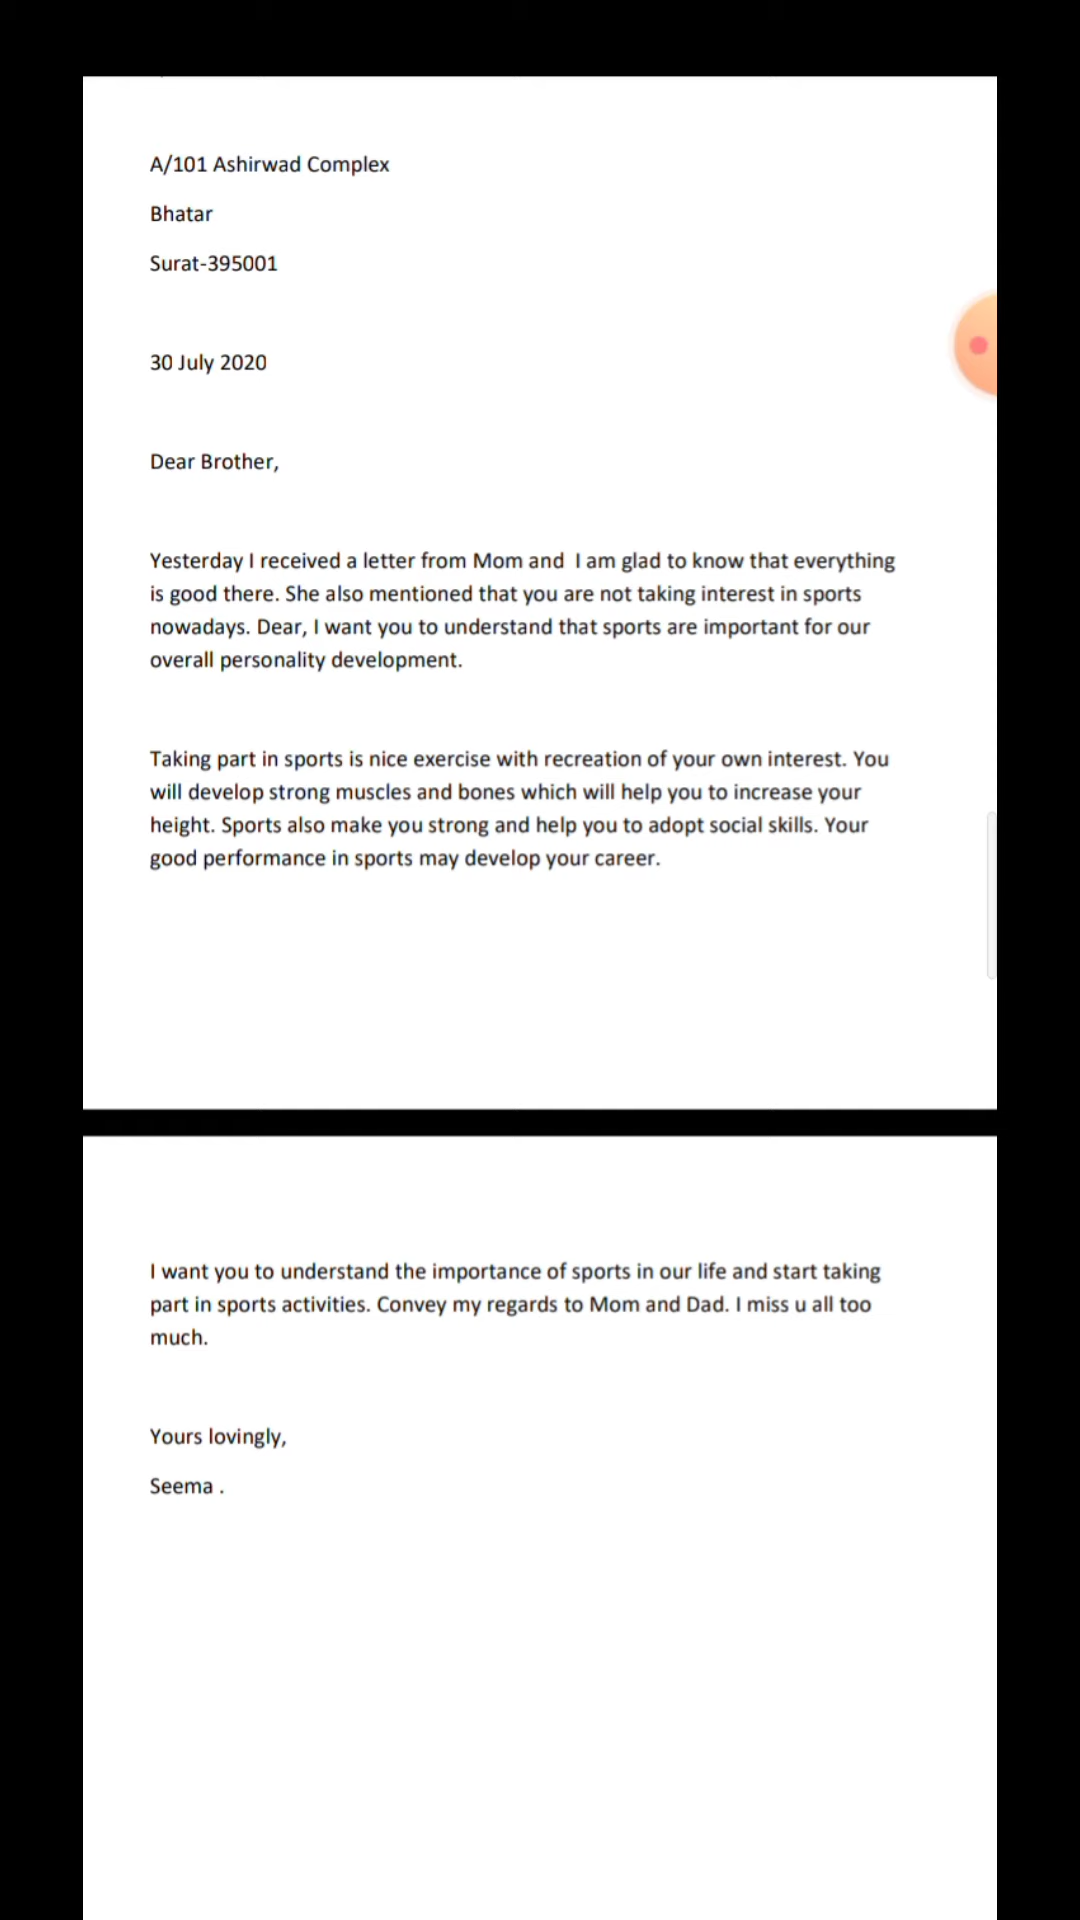 A/101 Ashirwad Complex
Bhatar
Surat-395001
30 July 2020
Dear Brother,
Yesterday I received a letter from Mom and  I am glad to know that everything
is good there. She also mentioned that you are not taking interest in sports
nowadays. Dear, I want you to understand that sports are important for our
overall personality development.
Taking part in sports is nice exercise with recreation of your own interest. You
will develop strong muscles and bones which will help you to increase your
height. Sports also make you strong and help you to adopt social skills. Your
good performance in sports may develop your career.
I want you to understand the importance of sports in our life and start taking
part in sports activities. Convey my regards to Mom and Dad. I miss u all too
much.
Yours lovingly,
Seema .